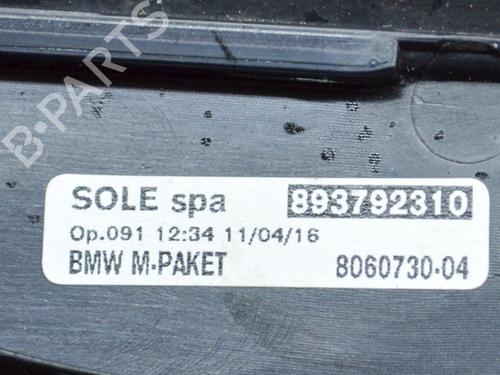 B-PARTS
SOLE spa 893792310
Op.091 12:34 11/04/16
BMW M-PAKET 8060730-04